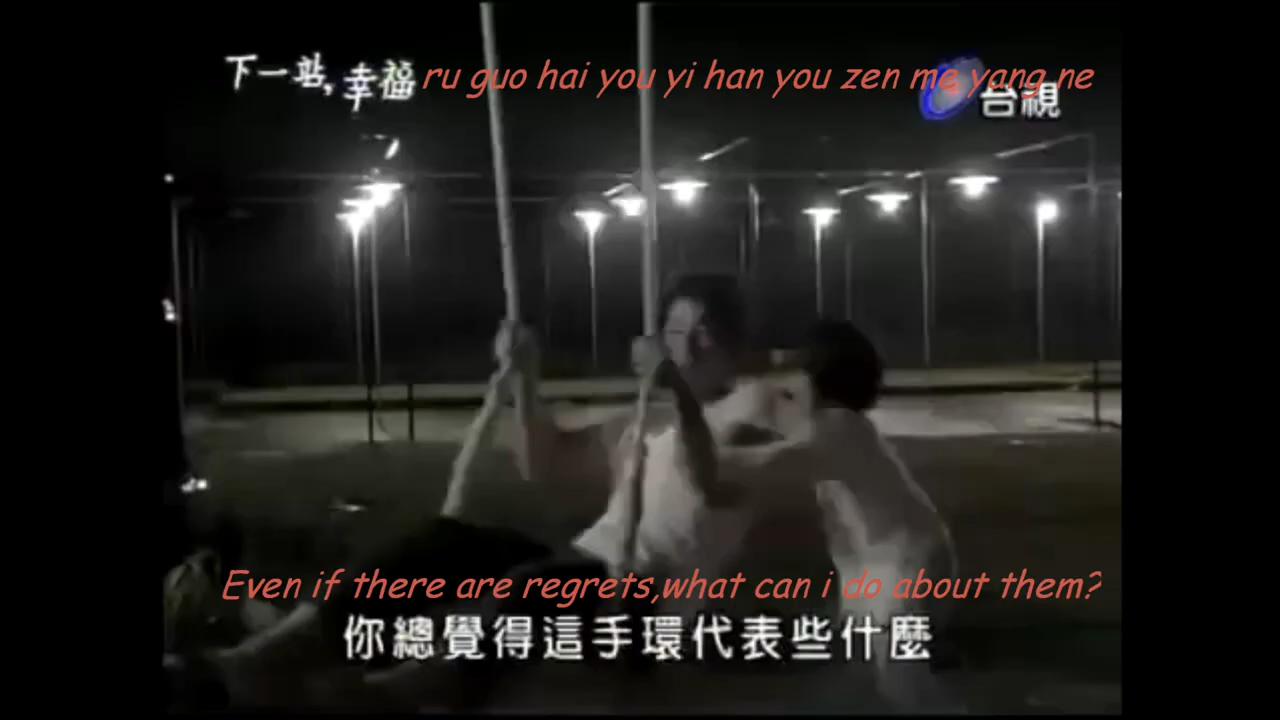 下一站,幸福
ru guo hai you yi han you zen me yang ne
台視
Even if there are regrets,what can i do about them?
你總覺得這手環代表些什麼